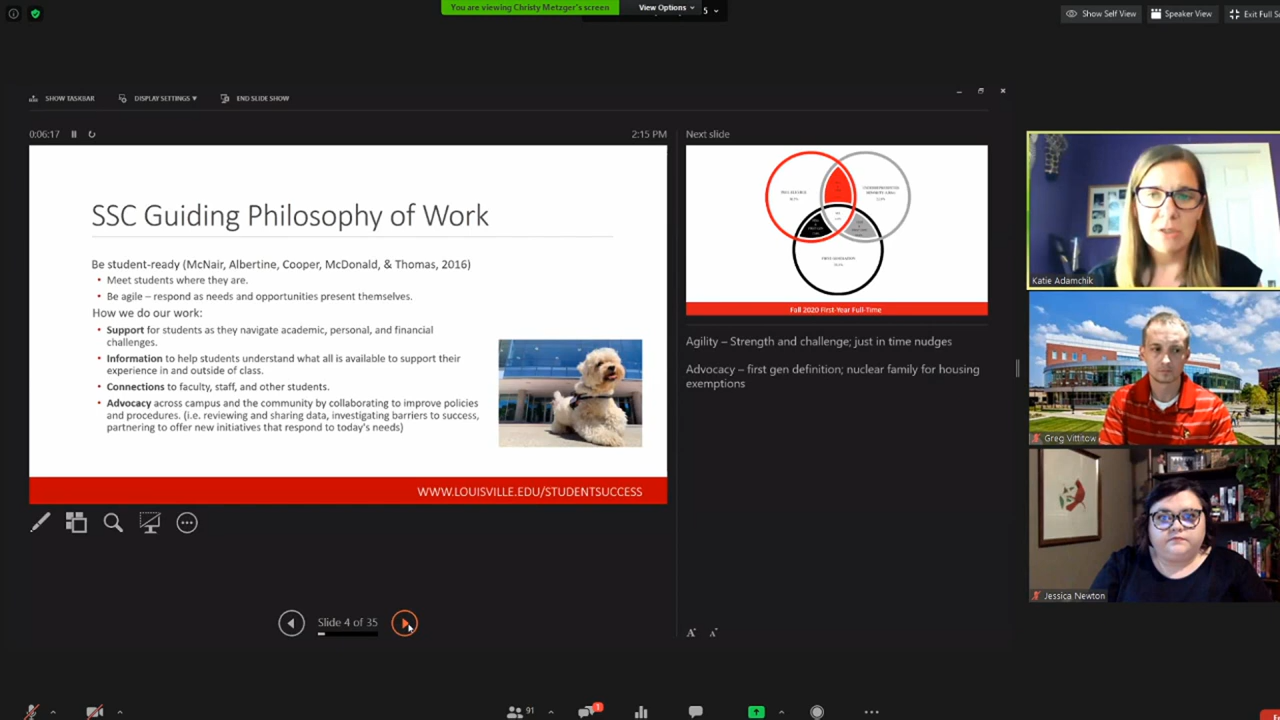 You are viewing Christy Metzger's screen
View Options
5
Show Self View
Speaker View
Exit Full
SHOW TASKBAR
DISPLAY SETTINGS
END SLIDE SHOW
0:06:17
2:15 PM
SSC Guiding Philosophy of Work
Be student-ready (McNair, Albertine, Cooper, McDonald, & Thomas, 2016)
• Meet students where they are.
• Be agile – respond as needs and opportunities present themselves.
How we do our work:
• Support for students as they navigate academic, personal, and financial
challenges.
• Information to help students understand what all is available to support their
experience in and outside of class.
• Connections to faculty, staff, and other students.
• Advocacy across campus and the community by collaborating to improve policies
and procedures. (i.e. reviewing and sharing data, investigating barriers to success,
partnering to offer new initiatives that respond to today's needs)
WWW.LOUISVILLE.EDU/STUDENTSUCCESS
Slide 4 of 35
Next slide
FIRST GENERATION
Fall 2020 First-Year Full-Time
Agility – Strength and challenge; just in time nudges
Advocacy – first gen definition; nuclear family for housing
exemptions
A
A
Katie Adamchik
Greg Vittitow
Jessica Newton
91
1